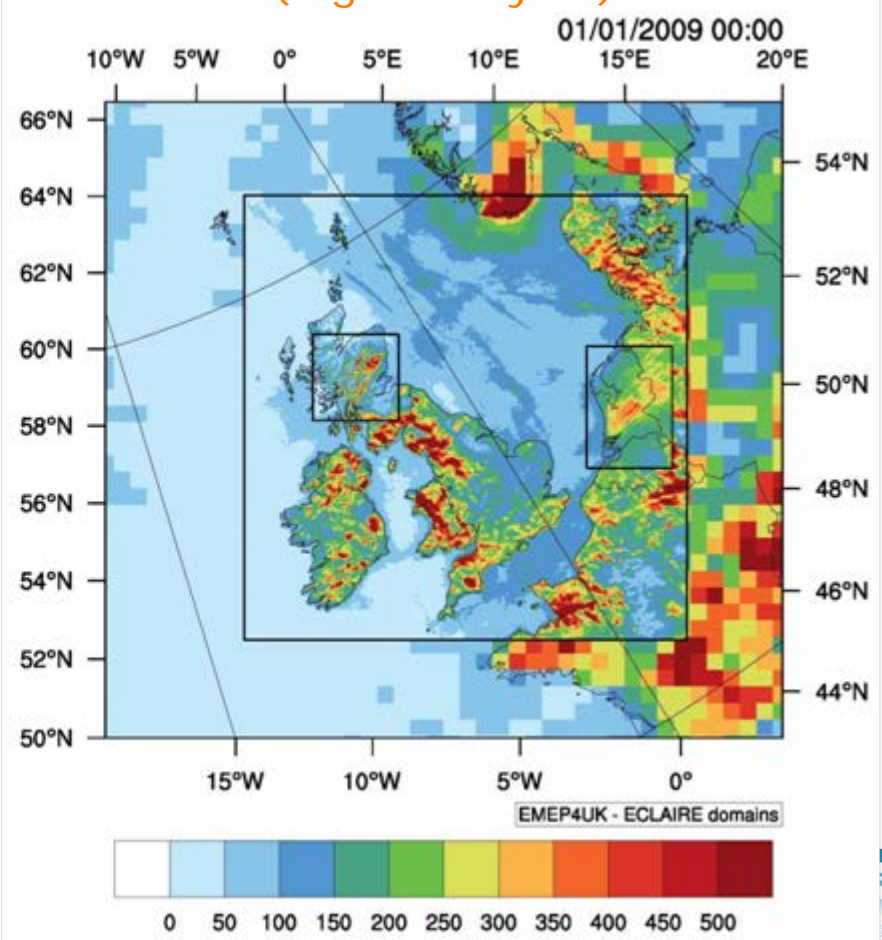 01/01/2009 00:00
10°W 5°W 0° 5°E 10°E 15°E 20°E
66°N
54°N
64°N
62°N
52°N
60°N
50°N
58°N
56°N
48°N
54°N
46°N
52°N
44°N
50°N
15°W 10°W 5°W 0°
EMEP4UK - ECLAIRE domains
0 50 100 150 200 250 300 350 400 450 500